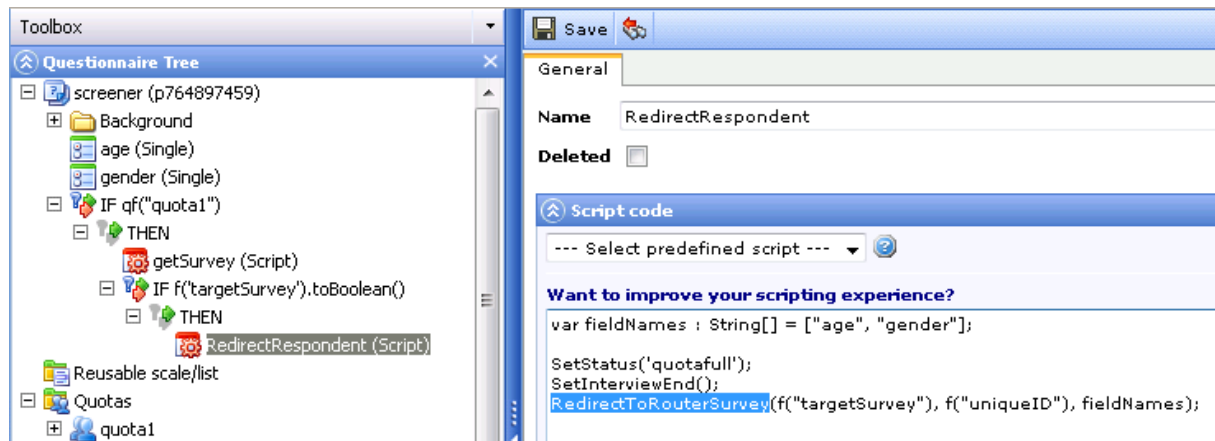 Toolbox
Questionnaire Tree
screener (p764897459)
Background
age (Single)
gender (Single)
IF qf("quota1")
THEN
getSurvey (Script)
IF f('targetSurvey').toBoolean()
THEN
RedirectRespondent (Script)
Reusable scale/list
Quotas
quota1
Save
General
Name RedirectRespondent
Deleted
Script code
--- Select predefined script ---
Want to improve your scripting experience?
var fieldNames : String[] = ["age", "gender"];
SetStatus('quotafull');
SetInterviewEnd();
RedirectToRouterSurvey(f("targetSurvey"), f("uniqueID"), fieldNames);